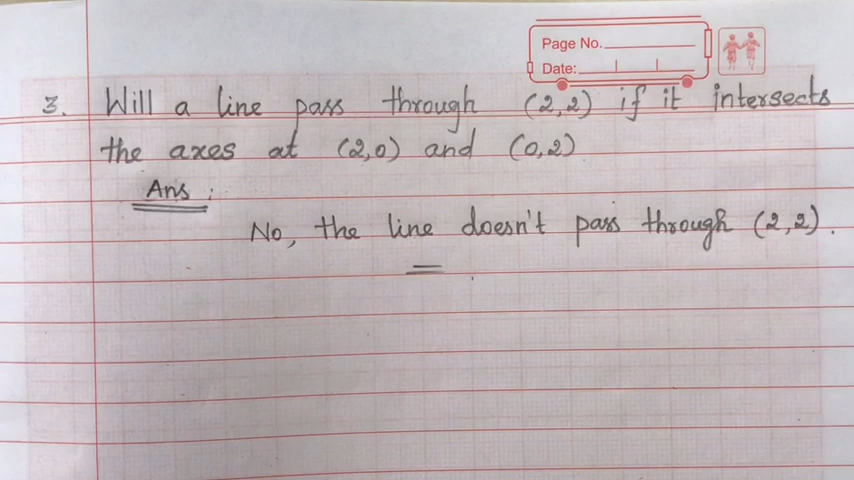 Page No.
Date:
3. Will a line pass through (2,2) if it intersects
the axes at (2,0) and (0,2)
Ans :
No, the line doesn't pass through (2,2).